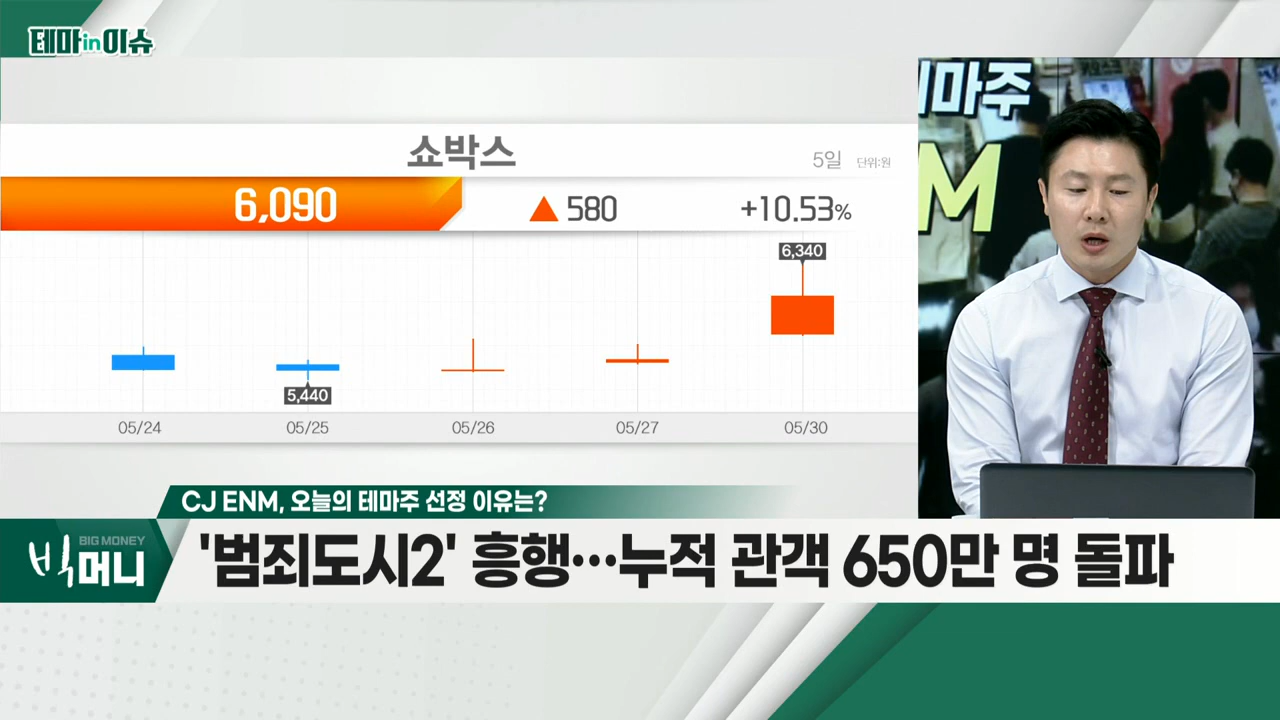 테마in이슈
쇼박스
5일 단위:원
6,090 ▲ 580 +10.53%
6,340
5,440
05/24 05/25 05/26 05/27 05/30
마주
M
CJ ENM, 오늘의 테마주 선정 이유는?
BIG MONEY
빅머니
'범죄도시2' 흥행…누적 관객 650만 명 돌파